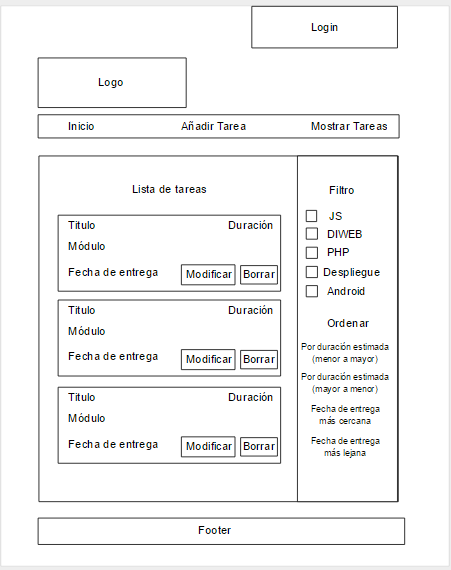 Login
Logo
Inicio Añadir Tarea Mostrar Tareas
Lista de tareas
Titulo Duración
Módulo
Fecha de entrega Modificar Borrar
Titulo Duración
Módulo
Fecha de entrega Modificar Borrar
Titulo Duración
Módulo
Fecha de entrega Modificar Borrar
Filtro
JS
DIWEB
PHP
Despliegue
Android
Ordenar
Por duración estimada
(menor a mayor)
Por duración estimada
(mayor a menor)
Fecha de entrega
más cercana
Fecha de entrega
más lejana
Footer